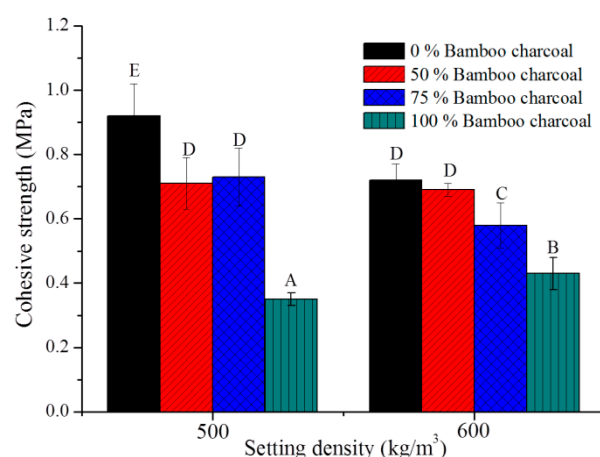 1.2
1.0
0.8
0.6
0.4
0.2
0.0
Cohesive strength (MPa)
0 % Bamboo charcoal
50 % Bamboo charcoal
75 % Bamboo charcoal
100 % Bamboo charcoal
E
D
D
A
D
D
C
B
500
600
Setting density (kg/m³)